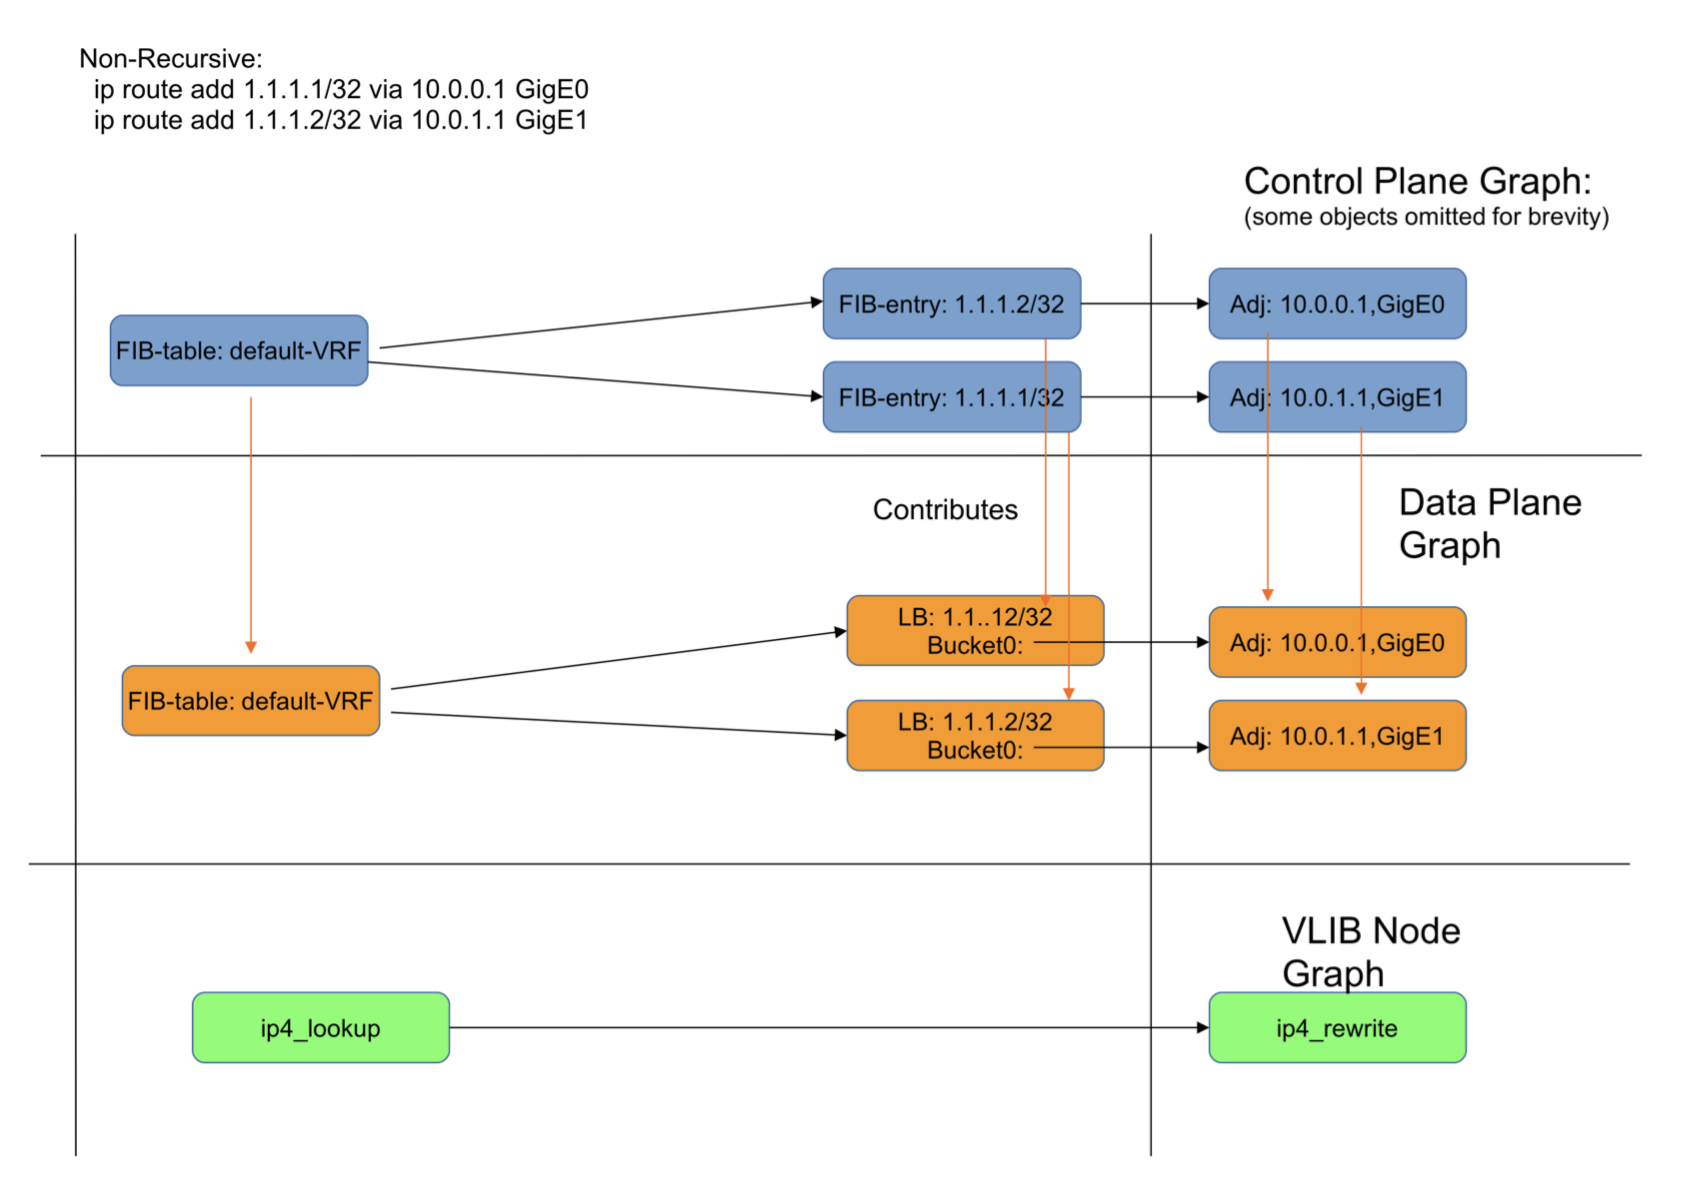 Non-Recursive:
ip route add 1.1.1.1/32 via 10.0.0.1 GigE0
ip route add 1.1.1.2/32 via 10.0.1.1 GigE1
Control Plane Graph:
(some objects omitted for brevity)
FIB-entry: 1.1.1.2/32
Adj: 10.0.0.1,GigE0
FIB-table: default-VRF
FIB-entry: 1.1.1.1/32
Adj: 10.0.1.1,GigE1
Contributes
Data Plane
Graph
LB: 1.1..12/32
Bucket0:
Adj: 10.0.0.1,GigE0
FIB-table: default-VRF
LB: 1.1.1.2/32
Bucket0:
Adj: 10.0.1.1,GigE1
VLIB Node
Graph
ip4_lookup
ip4_rewrite